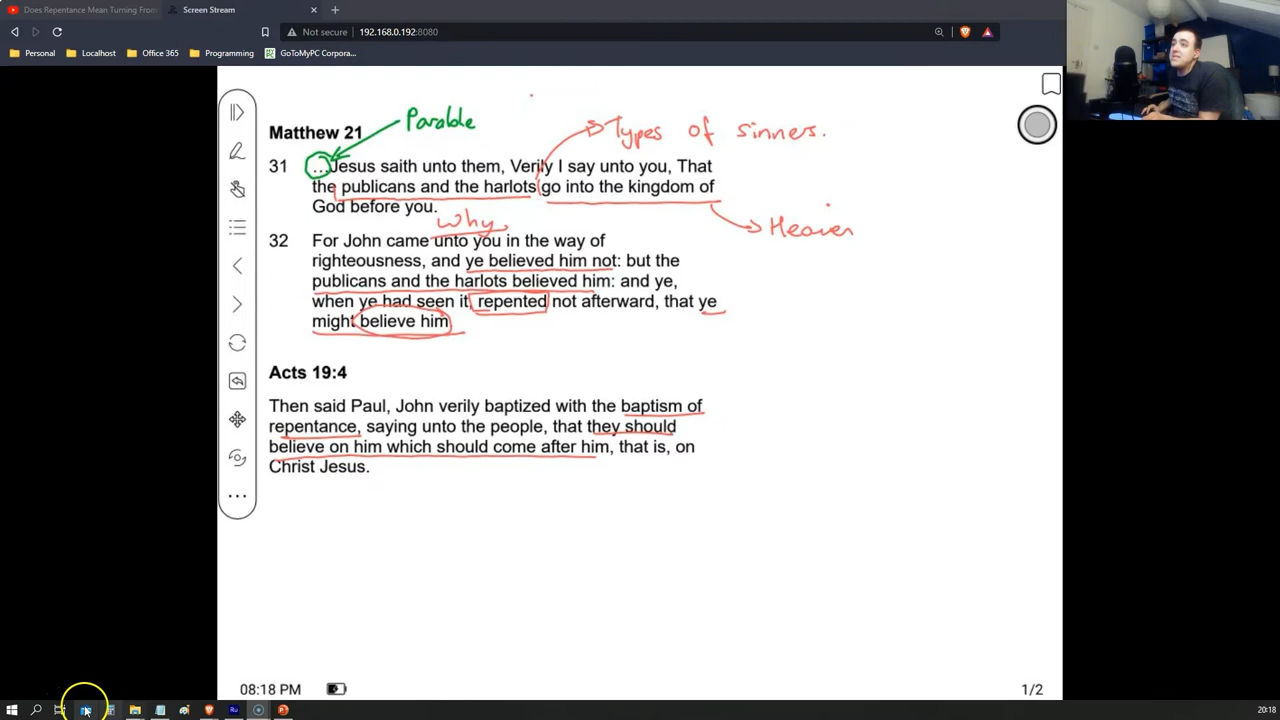 Does Repentance Mean Turning From
Screen Stream
Not secure
192.168.0.192:8080
Personal
Localhost
Office 365
Programming
GoToMyPC Corpora...
Parable
Types of sinners.
Matthew 21
31 ...Jesus saith unto them, Verily I say unto you, That
the publicans and the harlots go into the kingdom of
God before you.
Why
Heaven
32 For John came unto you in the way of
righteousness, and ye believed him not: but the
publicans and the harlots believed him: and ye,
when ye had seen it, repented not afterward, that ye
might believe him
Acts 19:4
Then said Paul, John verily baptized with the baptism of
repentance, saying unto the people, that they should
believe on him which should come after him, that is, on
Christ Jesus.
08:18 PM
1/2
20:18